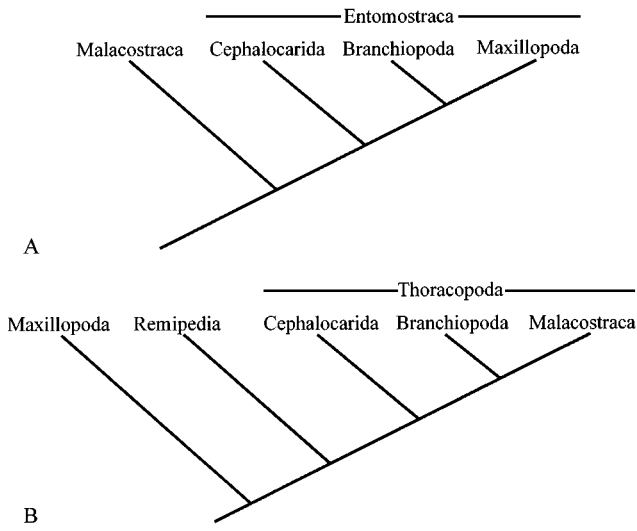 Entomostraca
Malacostraca Cephalocarida Branchiopoda Maxillopoda
A
Thoracopoda
Maxillopoda Remipedia Cephalocarida Branchiopoda Malacostraca
B